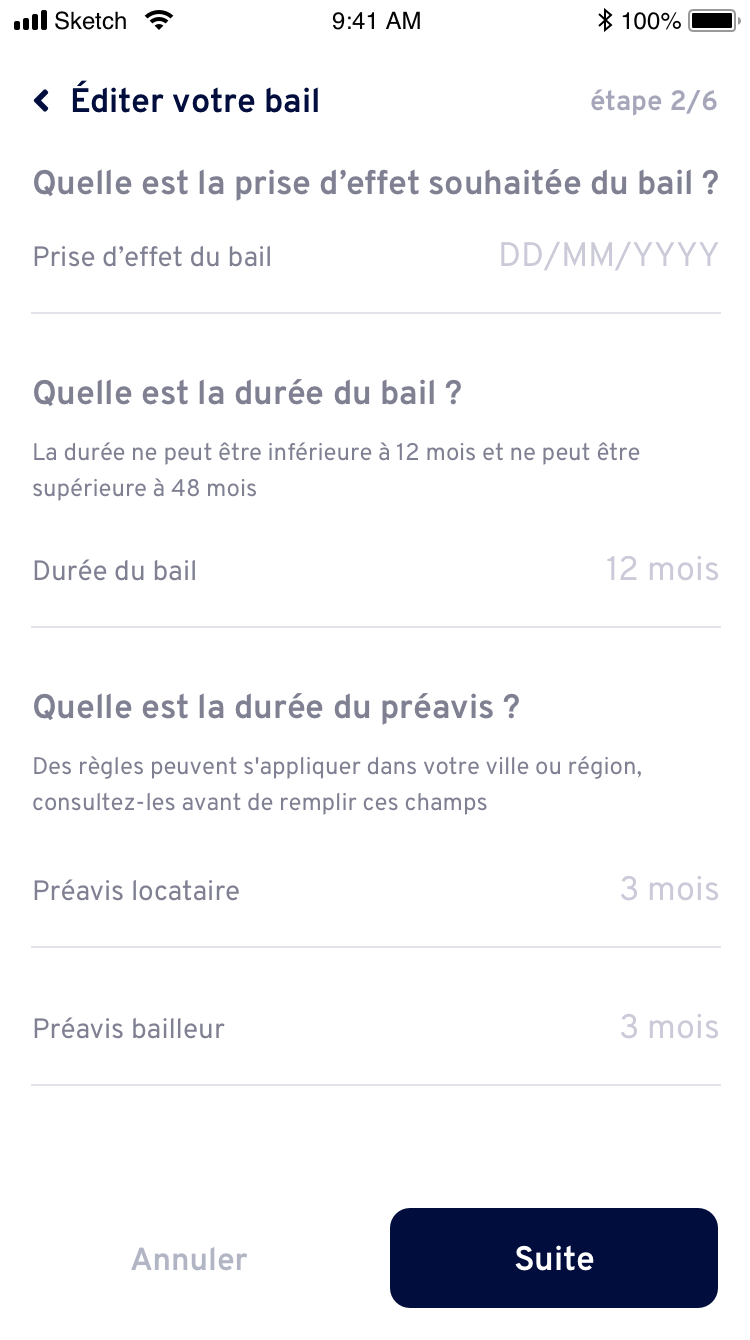 Sketch 9:41 AM 100%
Éditer votre bail étape 2/6
Quelle est la prise d’effet souhaitée du bail ?
Prise d’effet du bail DD/MM/YYYY
Quelle est la durée du bail ?
La durée ne peut être inférieure à 12 mois et ne peut être
supérieure à 48 mois
Durée du bail 12 mois
Quelle est la durée du préavis ?
Des règles peuvent s'appliquer dans votre ville ou région,
consultez-les avant de remplir ces champs
Préavis locataire 3 mois
Préavis bailleur 3 mois
Annuler Suite